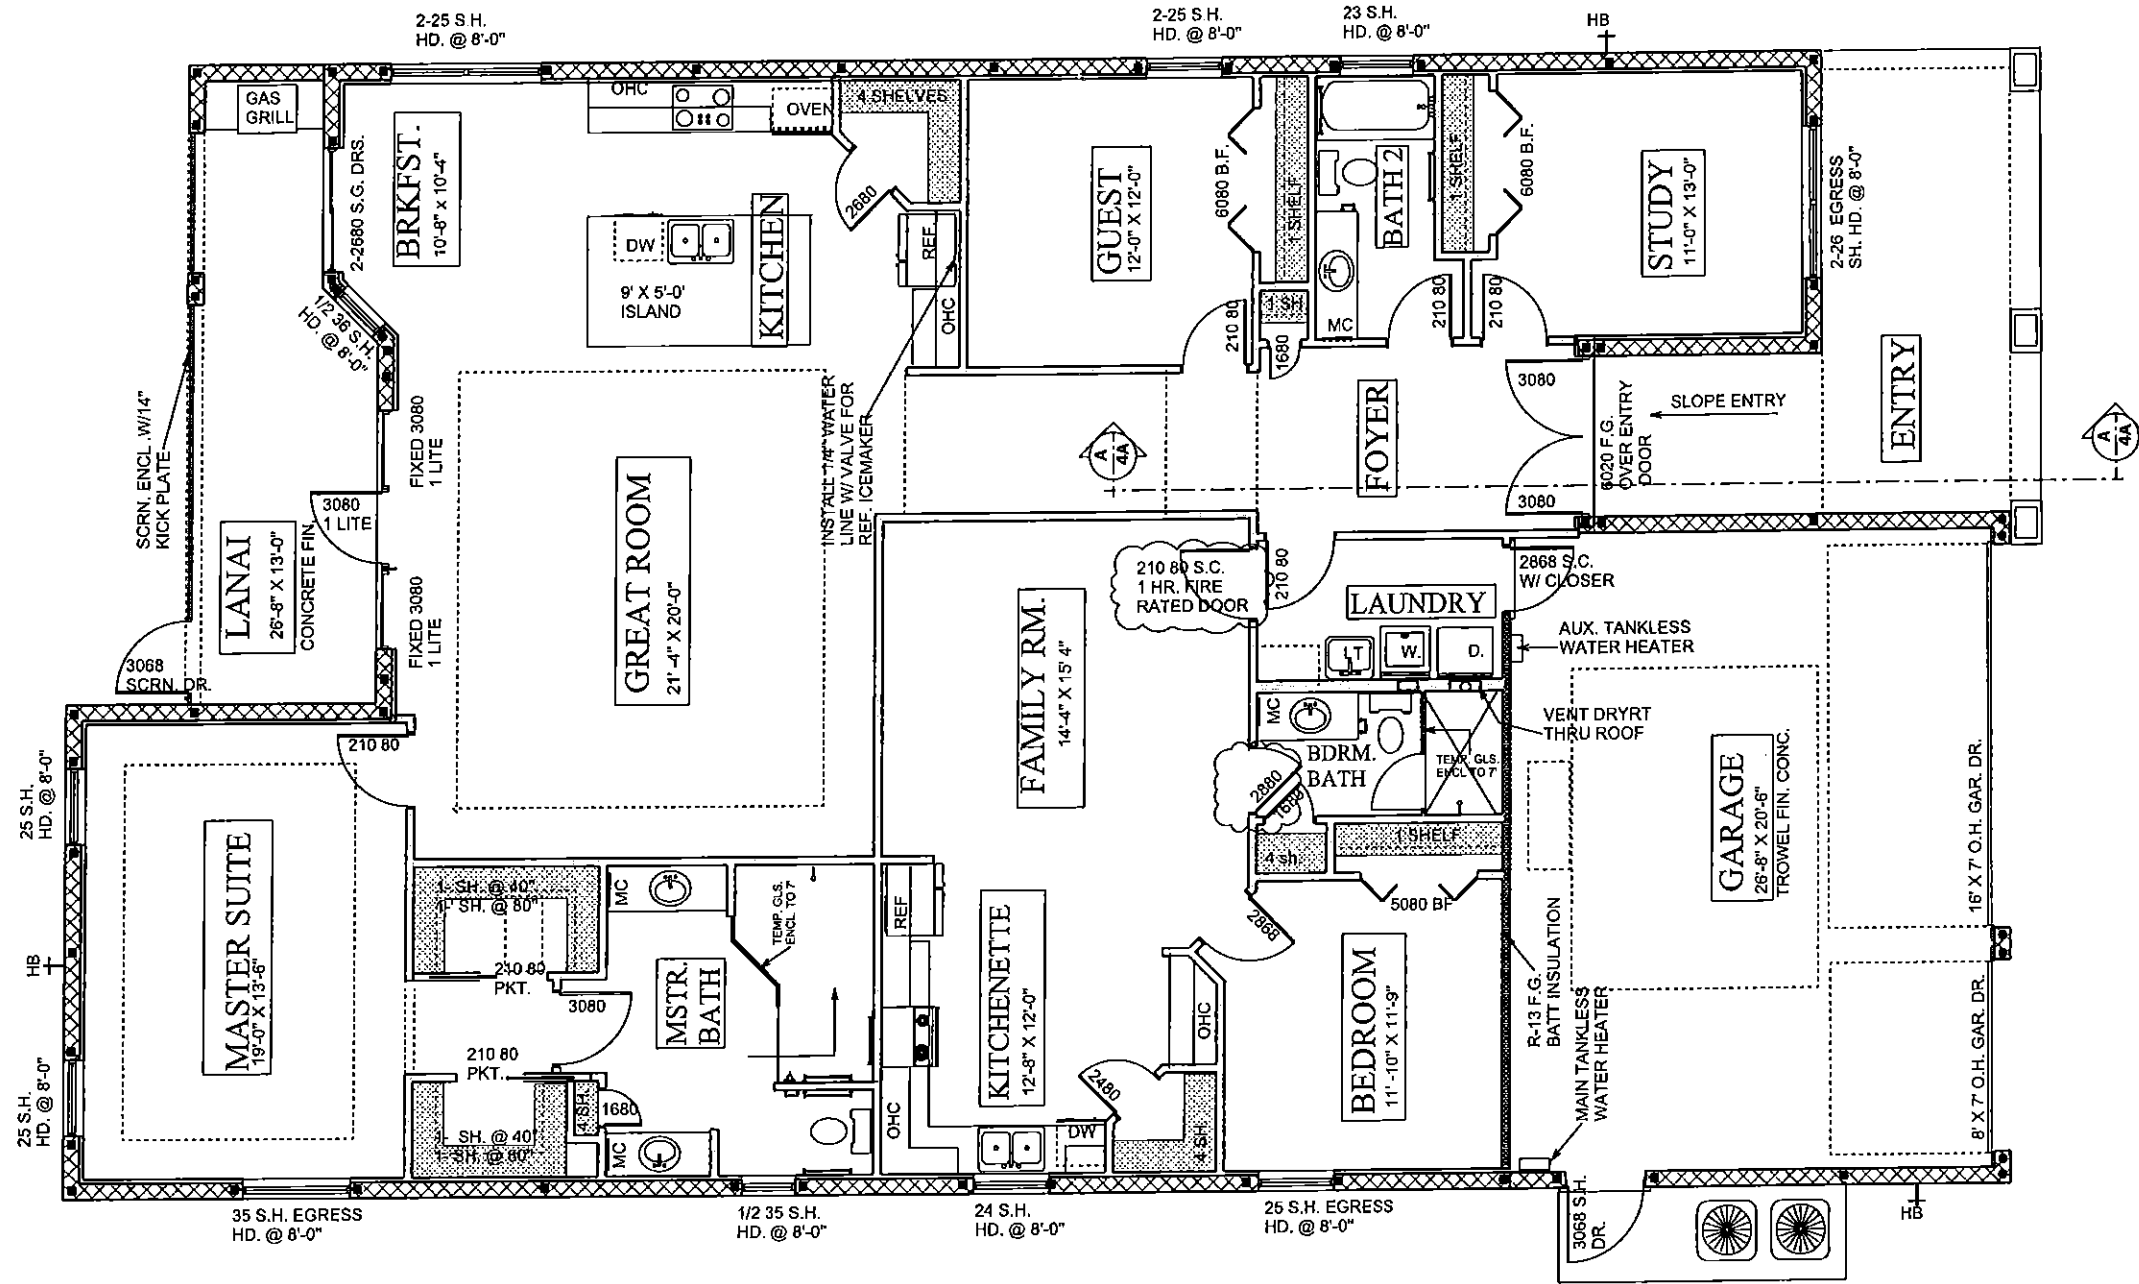 2-25 S.H.
HD. @ 8'-0"
2-25 S.H.
HD. @ 8'-0"
23 S.H.
HD. @ 8'-0"
HB
GAS
GRILL
OHC
OVEN
4 SHELVES
2680
BRKFST.
10'-8" X 10'-4"
2-2680 S.G. DRS.
KITCHEN
DW
9' X 5'-0'
ISLAND
REF.
OHC
GUEST
12'-0" X 12'-0"
6080 B.F.
1 SHELF
1 SH
210 80
1680
BATH 2
MC
210 80
1 SHELF
6080 B.F.
210 80
STUDY
11'-0" X 13'-0"
2-26 EGRESS
SH. HD. @ 8'-0"
1/2 36 S.H.
HD. @ 8'-0"
SCRN. ENCL. W/14"
KICK PLATE
FIXED 3080
1 LITE
3080
1 LITE
FIXED 3080
1 LITE
LANAI
26'-8" X 13'-0"
CONCRETE FIN.
3068
SCRN. DR.
GREAT ROOM
21' -4" X 20'-0"
INSTALL 1/4" WATER
LINE W/ VALVE FOR
REF. ICEMAKER
A
4A
FOYER
3080
3080
6020 F.G.
OVER ENTRY
DOOR
SLOPE ENTRY
ENTRY
A
4A
210 80 S.C.
1 HR. FIRE
RATED DOOR
210 80
LAUNDRY
LT
W.
D.
2868 S.C.
W/ CLOSER
AUX. TANKLESS
WATER HEATER
VENT DRYRT
THRU ROOF
FAMILY RM.
14'-4" X 15' 4"
MC
BDRM.
BATH
TEMP. GLS.
ENCL TO 7'
2880
1680
4 sh.
1 SHELF
5080 BF
2868
GARAGE
26'-8" X 20'-6"
TROWEL FIN. CONC.
16' X 7' O.H. GAR. DR.
8' X 7' O.H. GAR. DR.
R-13 F.G.
BATT INSULATION
MAIN TANKLESS
WATER HEATER
210 80
25 S.H.
HD. @ 8'-0"
HB
25 S.H.
HD. @ 8'-0"
MASTER SUITE
19'-0" X 13'-6"
1- SH. @ 40"
1- SH. @ 80"
210 80
PKT.
3080
210 80
PKT.
1- SH. @ 40"
1- SH. @ 80"
4 SH.
1680
MC
MC
MSTR.
BATH
TEMP. GLS.
ENCL. TO 7'
REF
KITCHENETTE
12'-8" X 12'-0"
OHC
DW
2480
OHC
4 SH.
BEDROOM
11' -10" X 11'-9"
35 S.H. EGRESS
HD. @ 8'-0"
1/2 35 S.H.
HD. @ 8'-0"
24 S.H.
HD. @ 8'-0"
25 S.H. EGRESS
HD. @ 8'-0"
3068 S.H.
DR.
HB